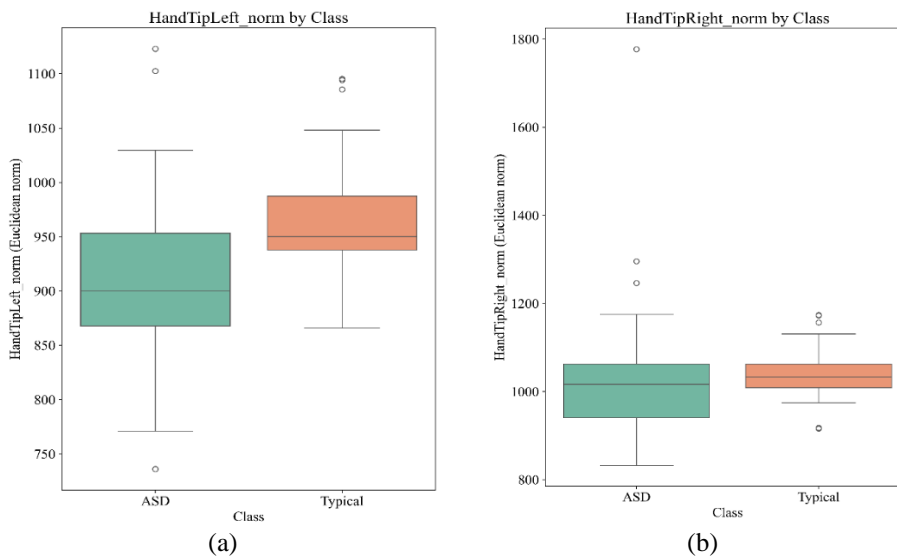 HandTipLeft_norm by Class
HandTipLeft_norm (Euclidean norm)
1100
1050
1000
950
900
850
800
750
ASD Typical
Class
(a)
HandTipRight_norm by Class
HandTipRight_norm (Euclidean norm)
1800
1600
1400
1200
1000
800
ASD Typical
Class
(b)